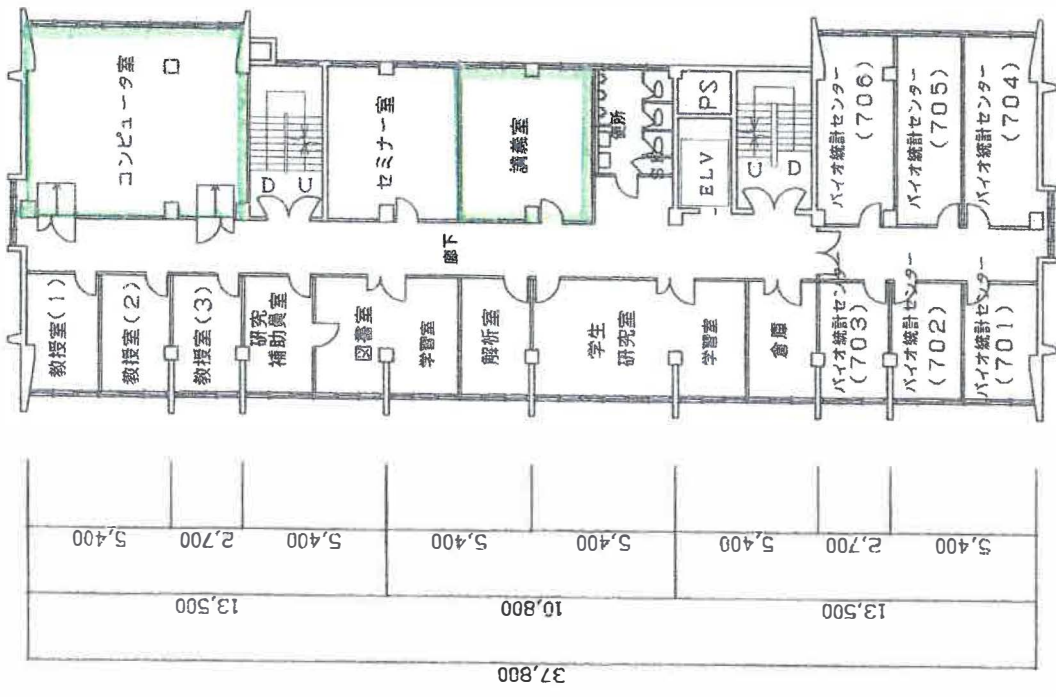 コンピュータ室
セミナー室
講義室
便所
SK
PS
ELV
D
U
U
D
バイオ統計センター
(706)
バイオ統計センター
(705)
バイオ統計センター
(704)
廊下
教授室(1)
教授室(2)
教授室(3)
研究
補助員室
図書室
学習室
解析室
学生
研究室
学習室
倉庫
バイオ統計センター
(703)
バイオ統計センター
(702)
バイオ統計センター
(701)
5,400
2,700
5,400
5,400
5,400
5,400
2,700
5,400
13,500
10,800
13,500
37,800